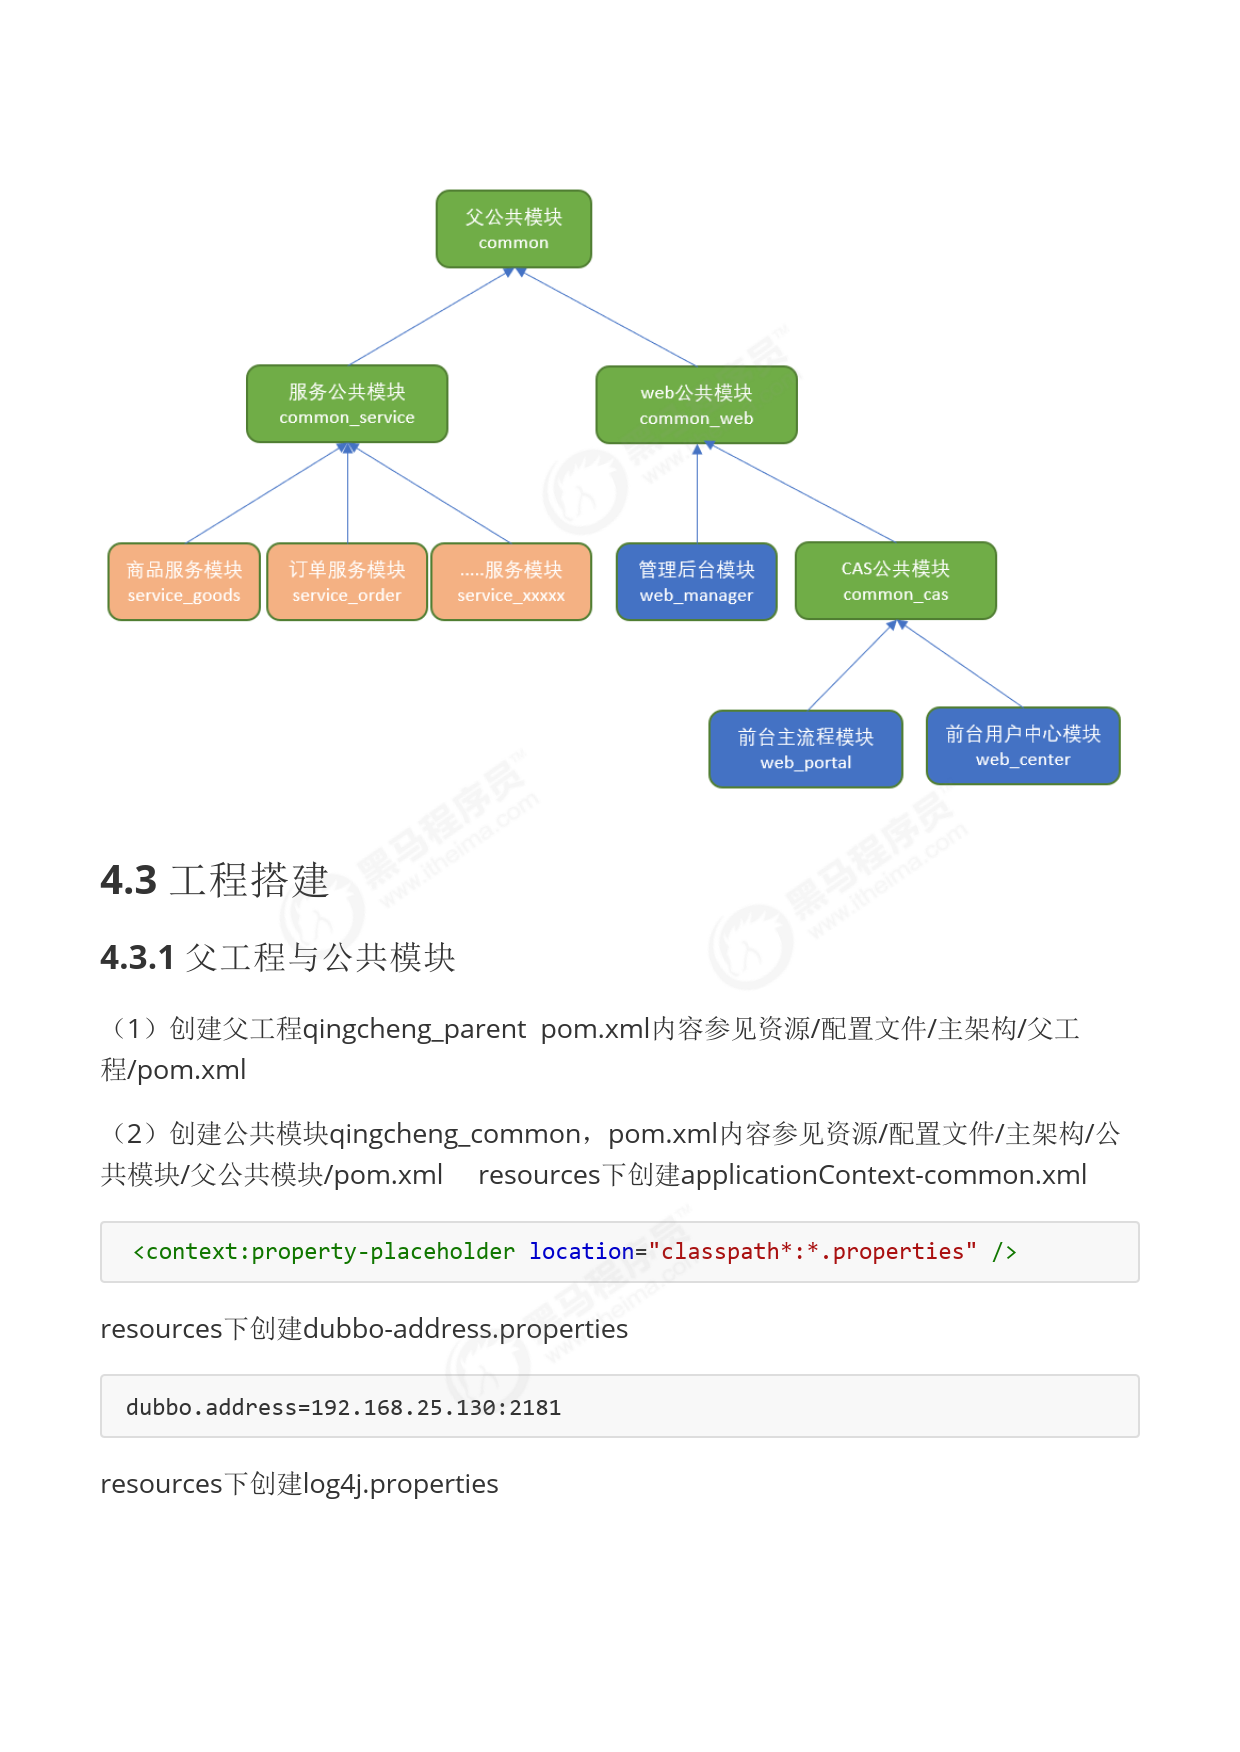 父公共模块
common
服务公共模块
common_service
web公共模块
common_web
商品服务模块
service_goods
订单服务模块
service_order
.....服务模块
service_xxxxx
管理后台模块
web_manager
CAS公共模块
common_cas
前台主流程模块
web_portal
前台用户中心模块
web_center
黑马程序员
www.itheima.com
黑马程序员
www.itheima.com
4.3 工程搭建
4.3.1 父工程与公共模块
（1）创建父工程qingcheng_parent pom.xml内容参见资源/配置文件/主架构/父工
程/pom.xml
（2）创建公共模块qingcheng_common，pom.xml内容参见资源/配置文件/主架构/公
共模块/父公共模块/pom.xml resources下创建applicationContext-common.xml
<context:property-placeholder location="classpath*:*.properties" />
resources下创建dubbo-address.properties
dubbo.address=192.168.25.130:2181
resources下创建log4j.properties